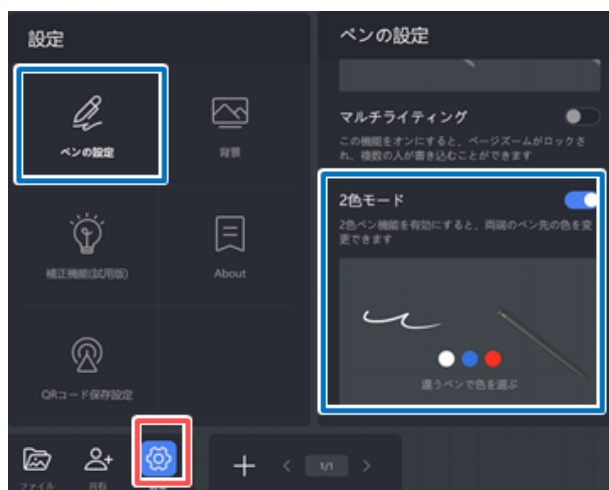 設定
ペンの設定
背景
補正機能(試用版)
About
QRコード保存設定
ファイル
共有
設定
1/1
ペンの設定
マルチライティング
この機能をオンにすると、ページズームがロックさ
れ、複数の人が書き込むことができます
2色モード
2色ペン機能を有効にすると、両端のペン先の色を変
更できます
違うペンで色を選ぶ